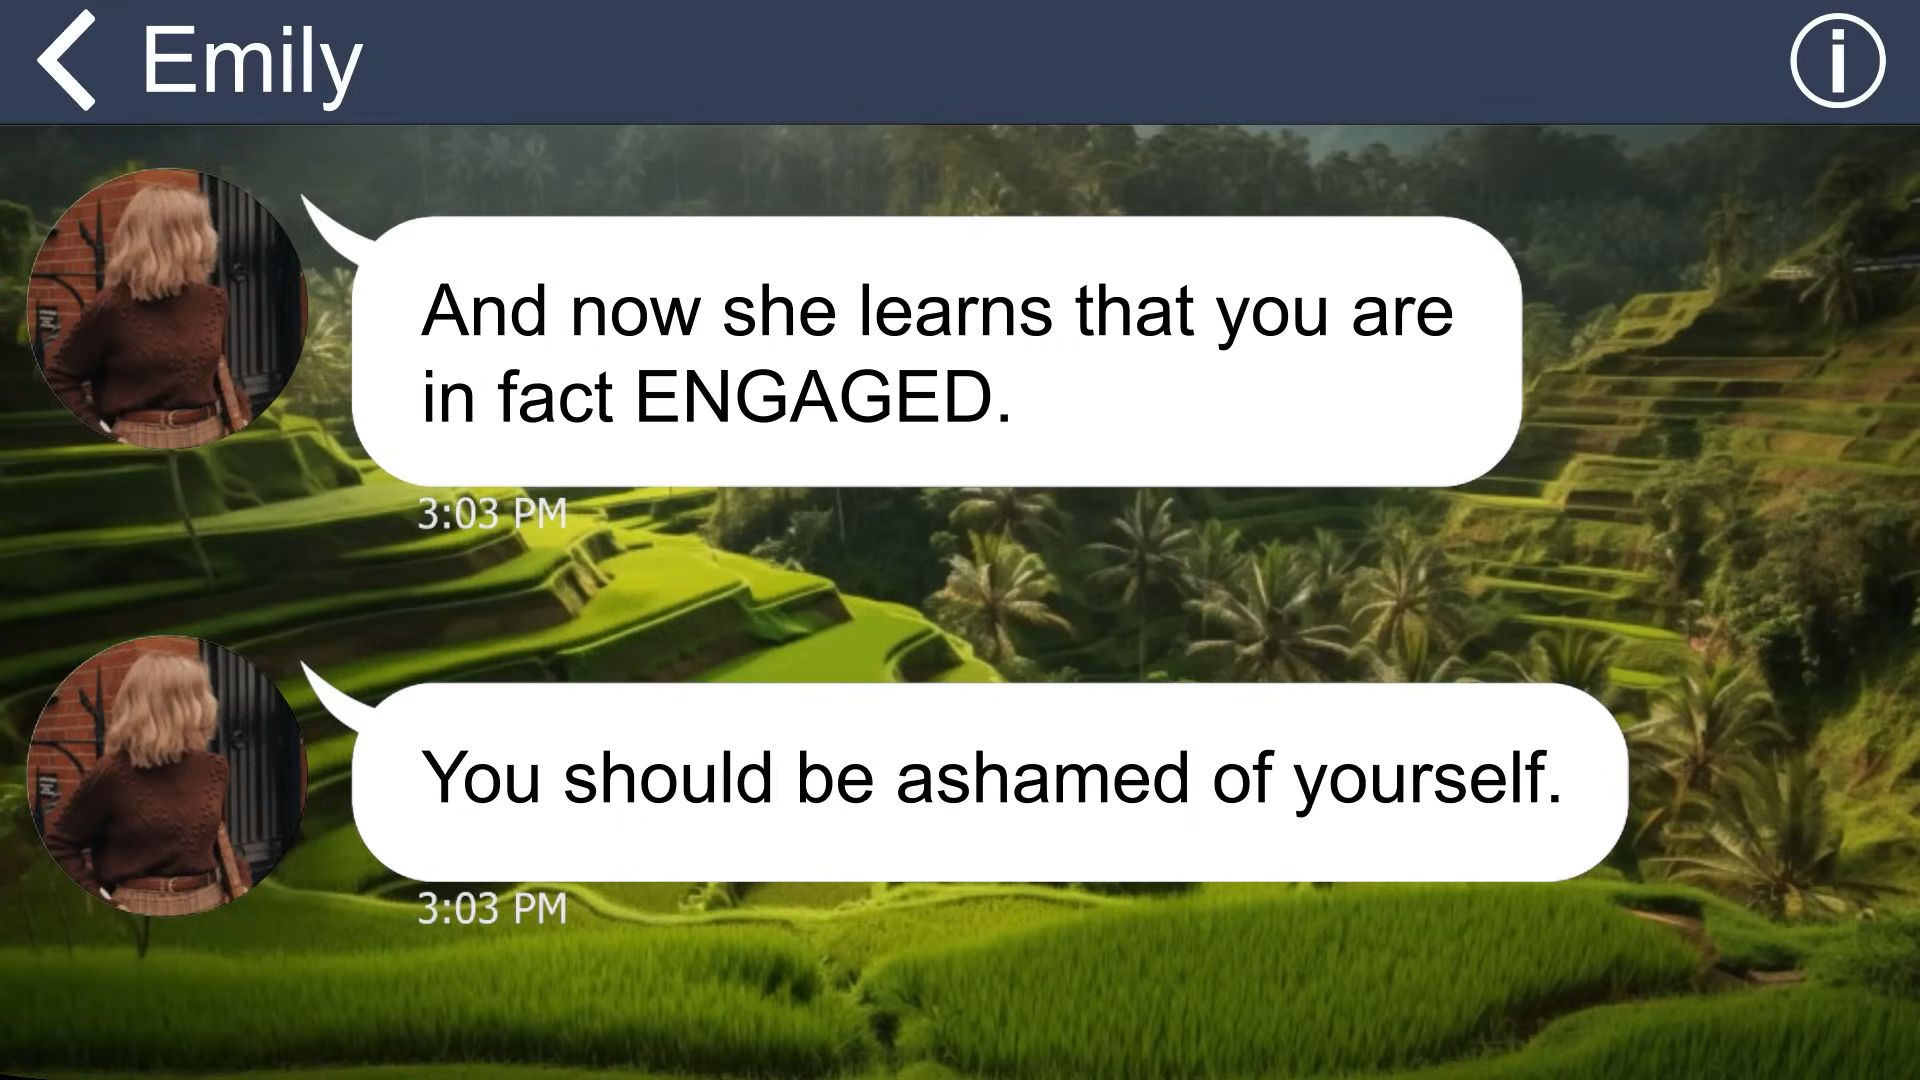 Emily
And now she learns that you are
in fact ENGAGED.
3:03 PM
You should be ashamed of yourself.
3:03 PM